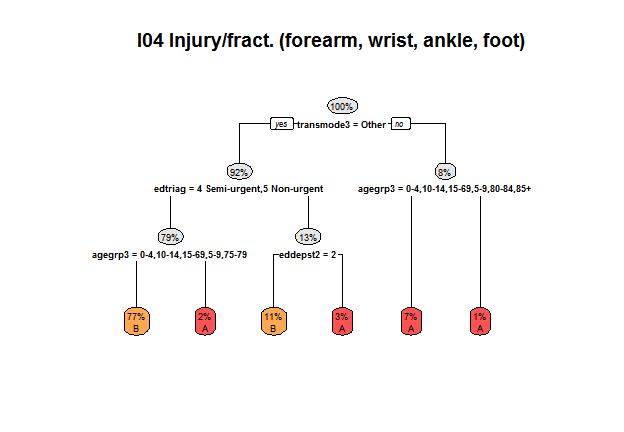 I04 Injury/fract. (forearm, wrist, ankle, foot)
100%
yes transmode3 = Other no
92% 8%
edtriag = 4 Semi-urgent,5 Non-urgent agegrp3 = 0-4,10-14,15-69,5-9,80-84,85+
79% 13%
agegrp3 = 0-4,10-14,15-69,5-9,75-79 eddepst2 = 2
77% 2% 11% 3% 7% 1%
B A B A A A